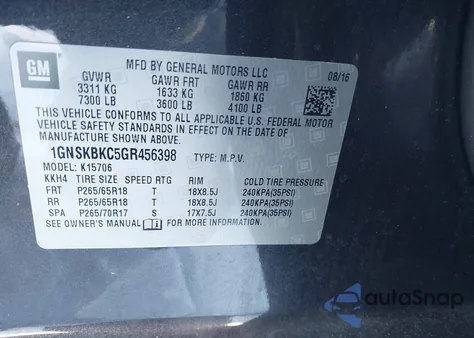 GM
MFD BY GENERAL MOTORS LLC
08/16
GVWR GAWR FRT GAWR RR
3311 KG 1633 KG 1860 KG
7300 LB 3600 LB 4100 LB
THIS VEHICLE CONFORMS TO ALL APPLICABLE U.S. FEDERAL
MOTOR VEHICLE SAFETY, BUMPER, AND THEFT PREVENTION
STANDARDS IN EFFECT ON THE DATE OF
MANUFACTURE SHOWN ABOVE.
1GNSKBKC5GR456398 TYPE: M.P.V.
MODEL: K15706
KKH4 TIRE SIZE SPEED RTG RIM COLD TIRE PRESSURE
FRT P265/65R18 T 18X8.5J 240KPA(35PSI)
RR P265/65R18 T 18X8.5J 240KPA(35PSI)
SPA P265/70R17 S 17X7.5J 240KPA(35PSI)
SEE OWNER'S MANUAL FOR MORE INFORMATION
autoSnap